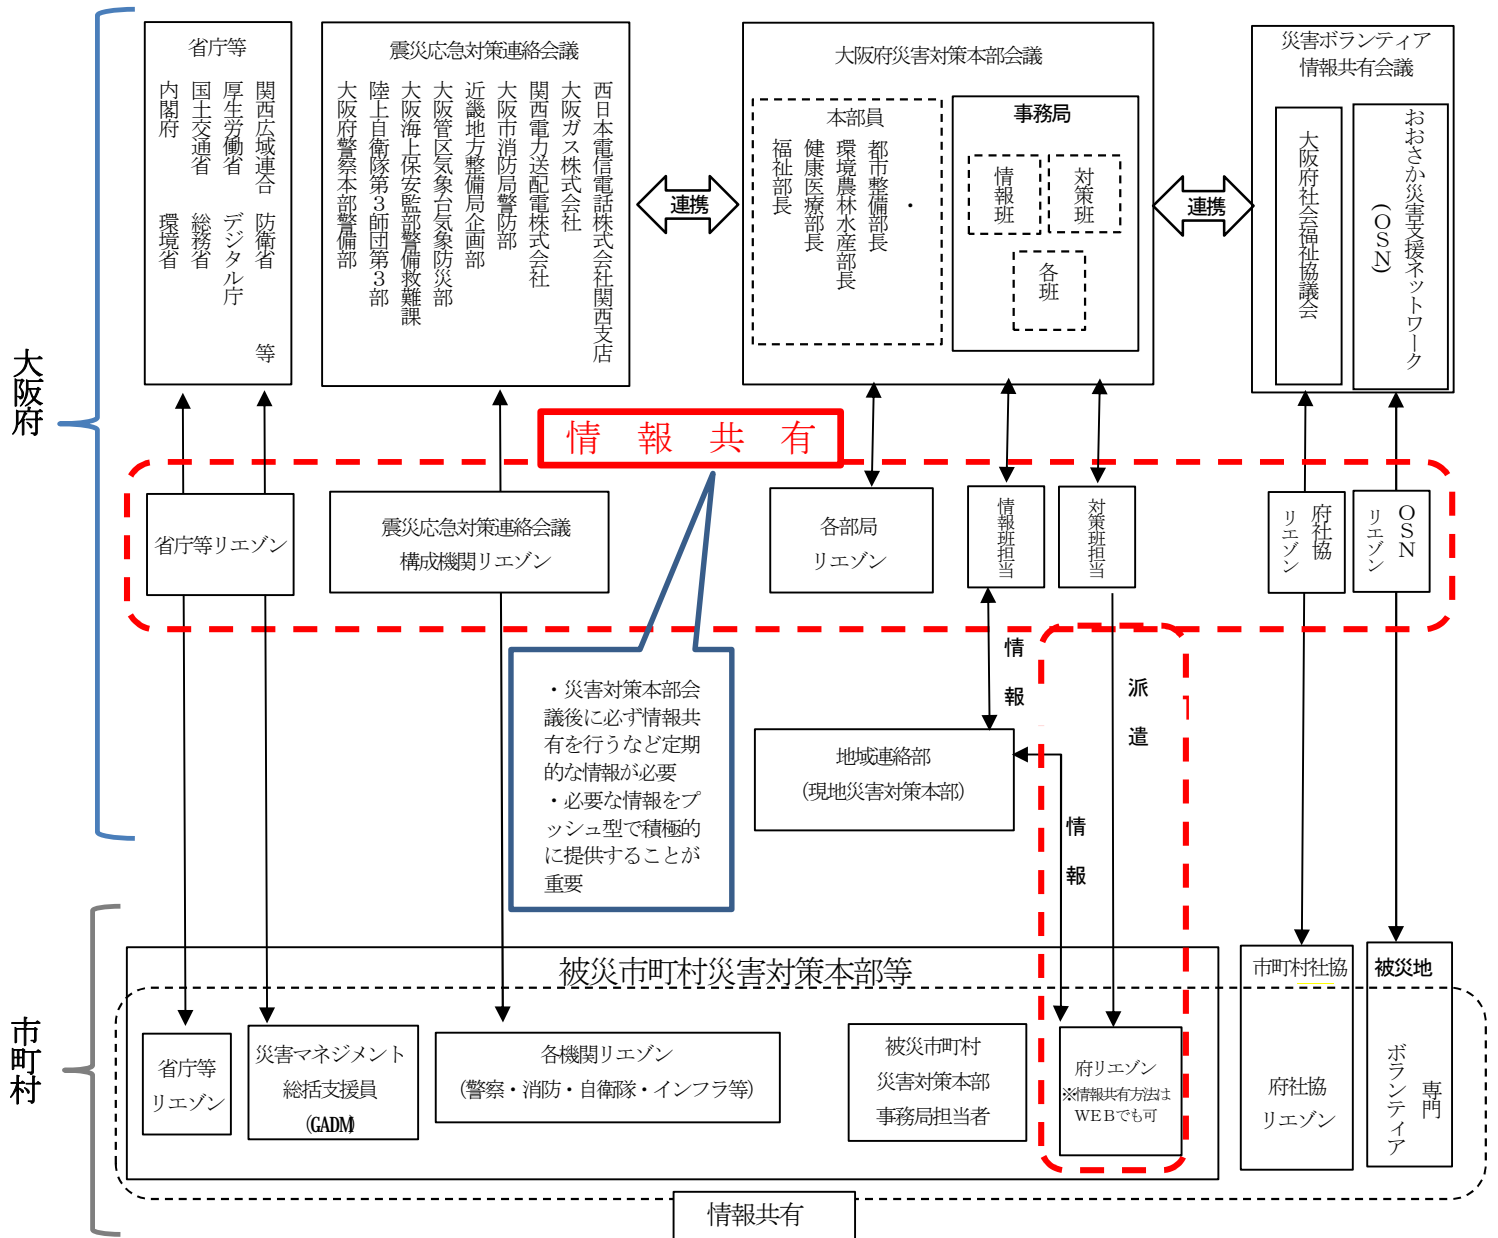 大阪府
省庁等
関西広域連合　防衛省　等
厚生労働省　デジタル庁
国土交通省　総務省
内閣府　環境省
震災応急対策連絡会議
西日本電信電話株式会社関西支店
大阪ガス株式会社
関西電力送配電株式会社
大阪市消防局警防部
近畿地方整備局企画部
大阪管区気象台気象防災部
大阪海上保安監部警備救難課
陸上自衛隊第３師団第３部
大阪府警察本部警備部
連携
大阪府災害対策本部会議
本部員
・
都市整備部長
環境農林水産部長
健康医療部長
福祉部長
事務局
情報班
対策班
各班
連携
災害ボランティア
情報共有会議
大阪府社会福祉協議会
おおさか災害支援ネットワーク
(ＯＳＮ)
情報共有
省庁等リエゾン
震災応急対策連絡会議
構成機関リエゾン
各部局
リエゾン
情報班担当
対策班担当
府社協
リエゾン
ＯＳＮ
リエゾン
・災害対策本部会
議後に必ず情報共
有を行うなど定期
的な情報が必要
・必要な情報をプ
ッシュ型で積極的
に提供することが
重要
情報
派遣
地域連絡部
(現地災害対策本部)
情報
市町村
被災市町村災害対策本部等
省庁等
リエゾン
災害マネジメント
総括支援員
(GADM)
各機関リエゾン
(警察・消防・自衛隊・インフラ等)
被災市町村
災害対策本部
事務局担当者
府リエゾン
※情報共有方法は
ＷＥＢでも可
市町村社協
府社協
リエゾン
被災地
専門
ボランティア
情報共有